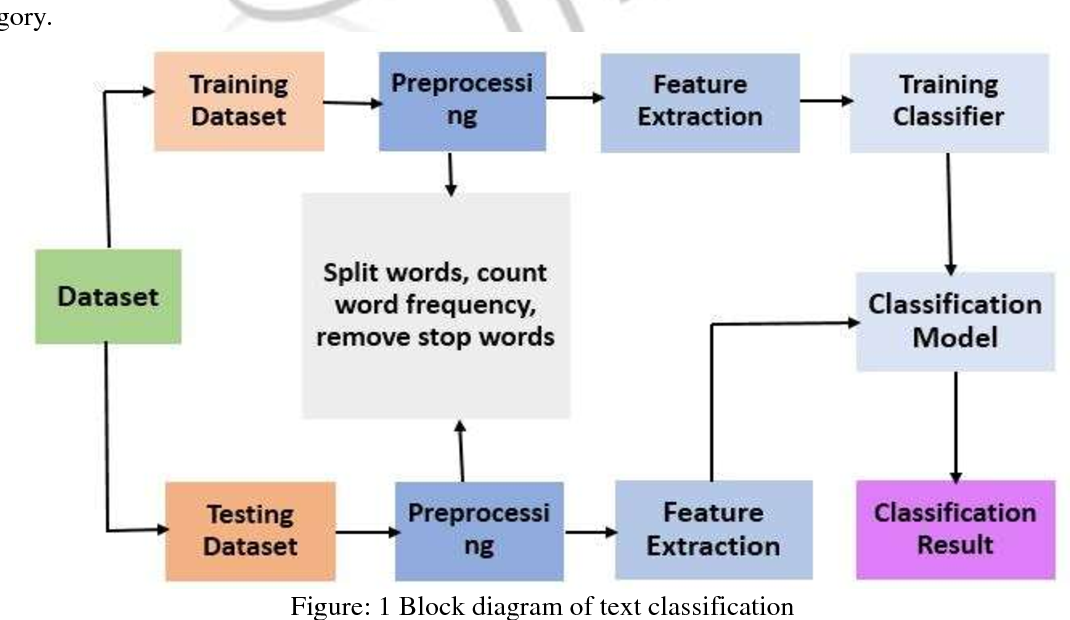 gory.
Training
Dataset
Preprocessi
ng
Feature
Extraction
Training
Classifier
Split words, count
word frequency,
remove stop words
Dataset
Classification
Model
Testing
Dataset
Preprocessi
ng
Feature
Extraction
Classification
Result
Figure: 1 Block diagram of text classification